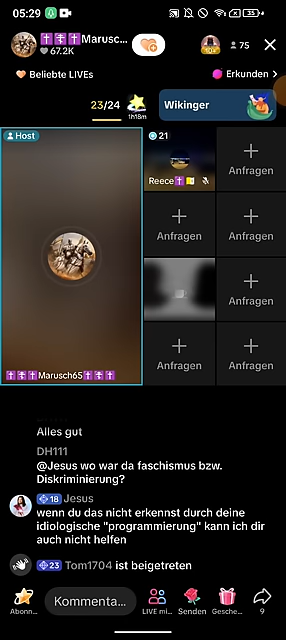 05:29
35
✝️✝️✝️Marusc...
67.2K
75
Beliebte LIVEs
Erkunden >
23/24
1h18m
Wikinger
Host
21
Reece✝️
Anfragen
Anfragen
Anfragen
Anfragen
Anfragen
Anfragen
✝️✝️✝️Marusch65✝️✝️✝️
Alles gut
DH111
@Jesus wo war da faschismus bzw.
Diskriminierung?
18 Jesus
wenn du das nicht erkennst durch deine
idiologische "programmierung" kann ich dir
auch nicht helfen
23 Tom1704 ist beigetreten
Kommenta...
Abonn...
LIVE mi...
Senden
Gesche...
9